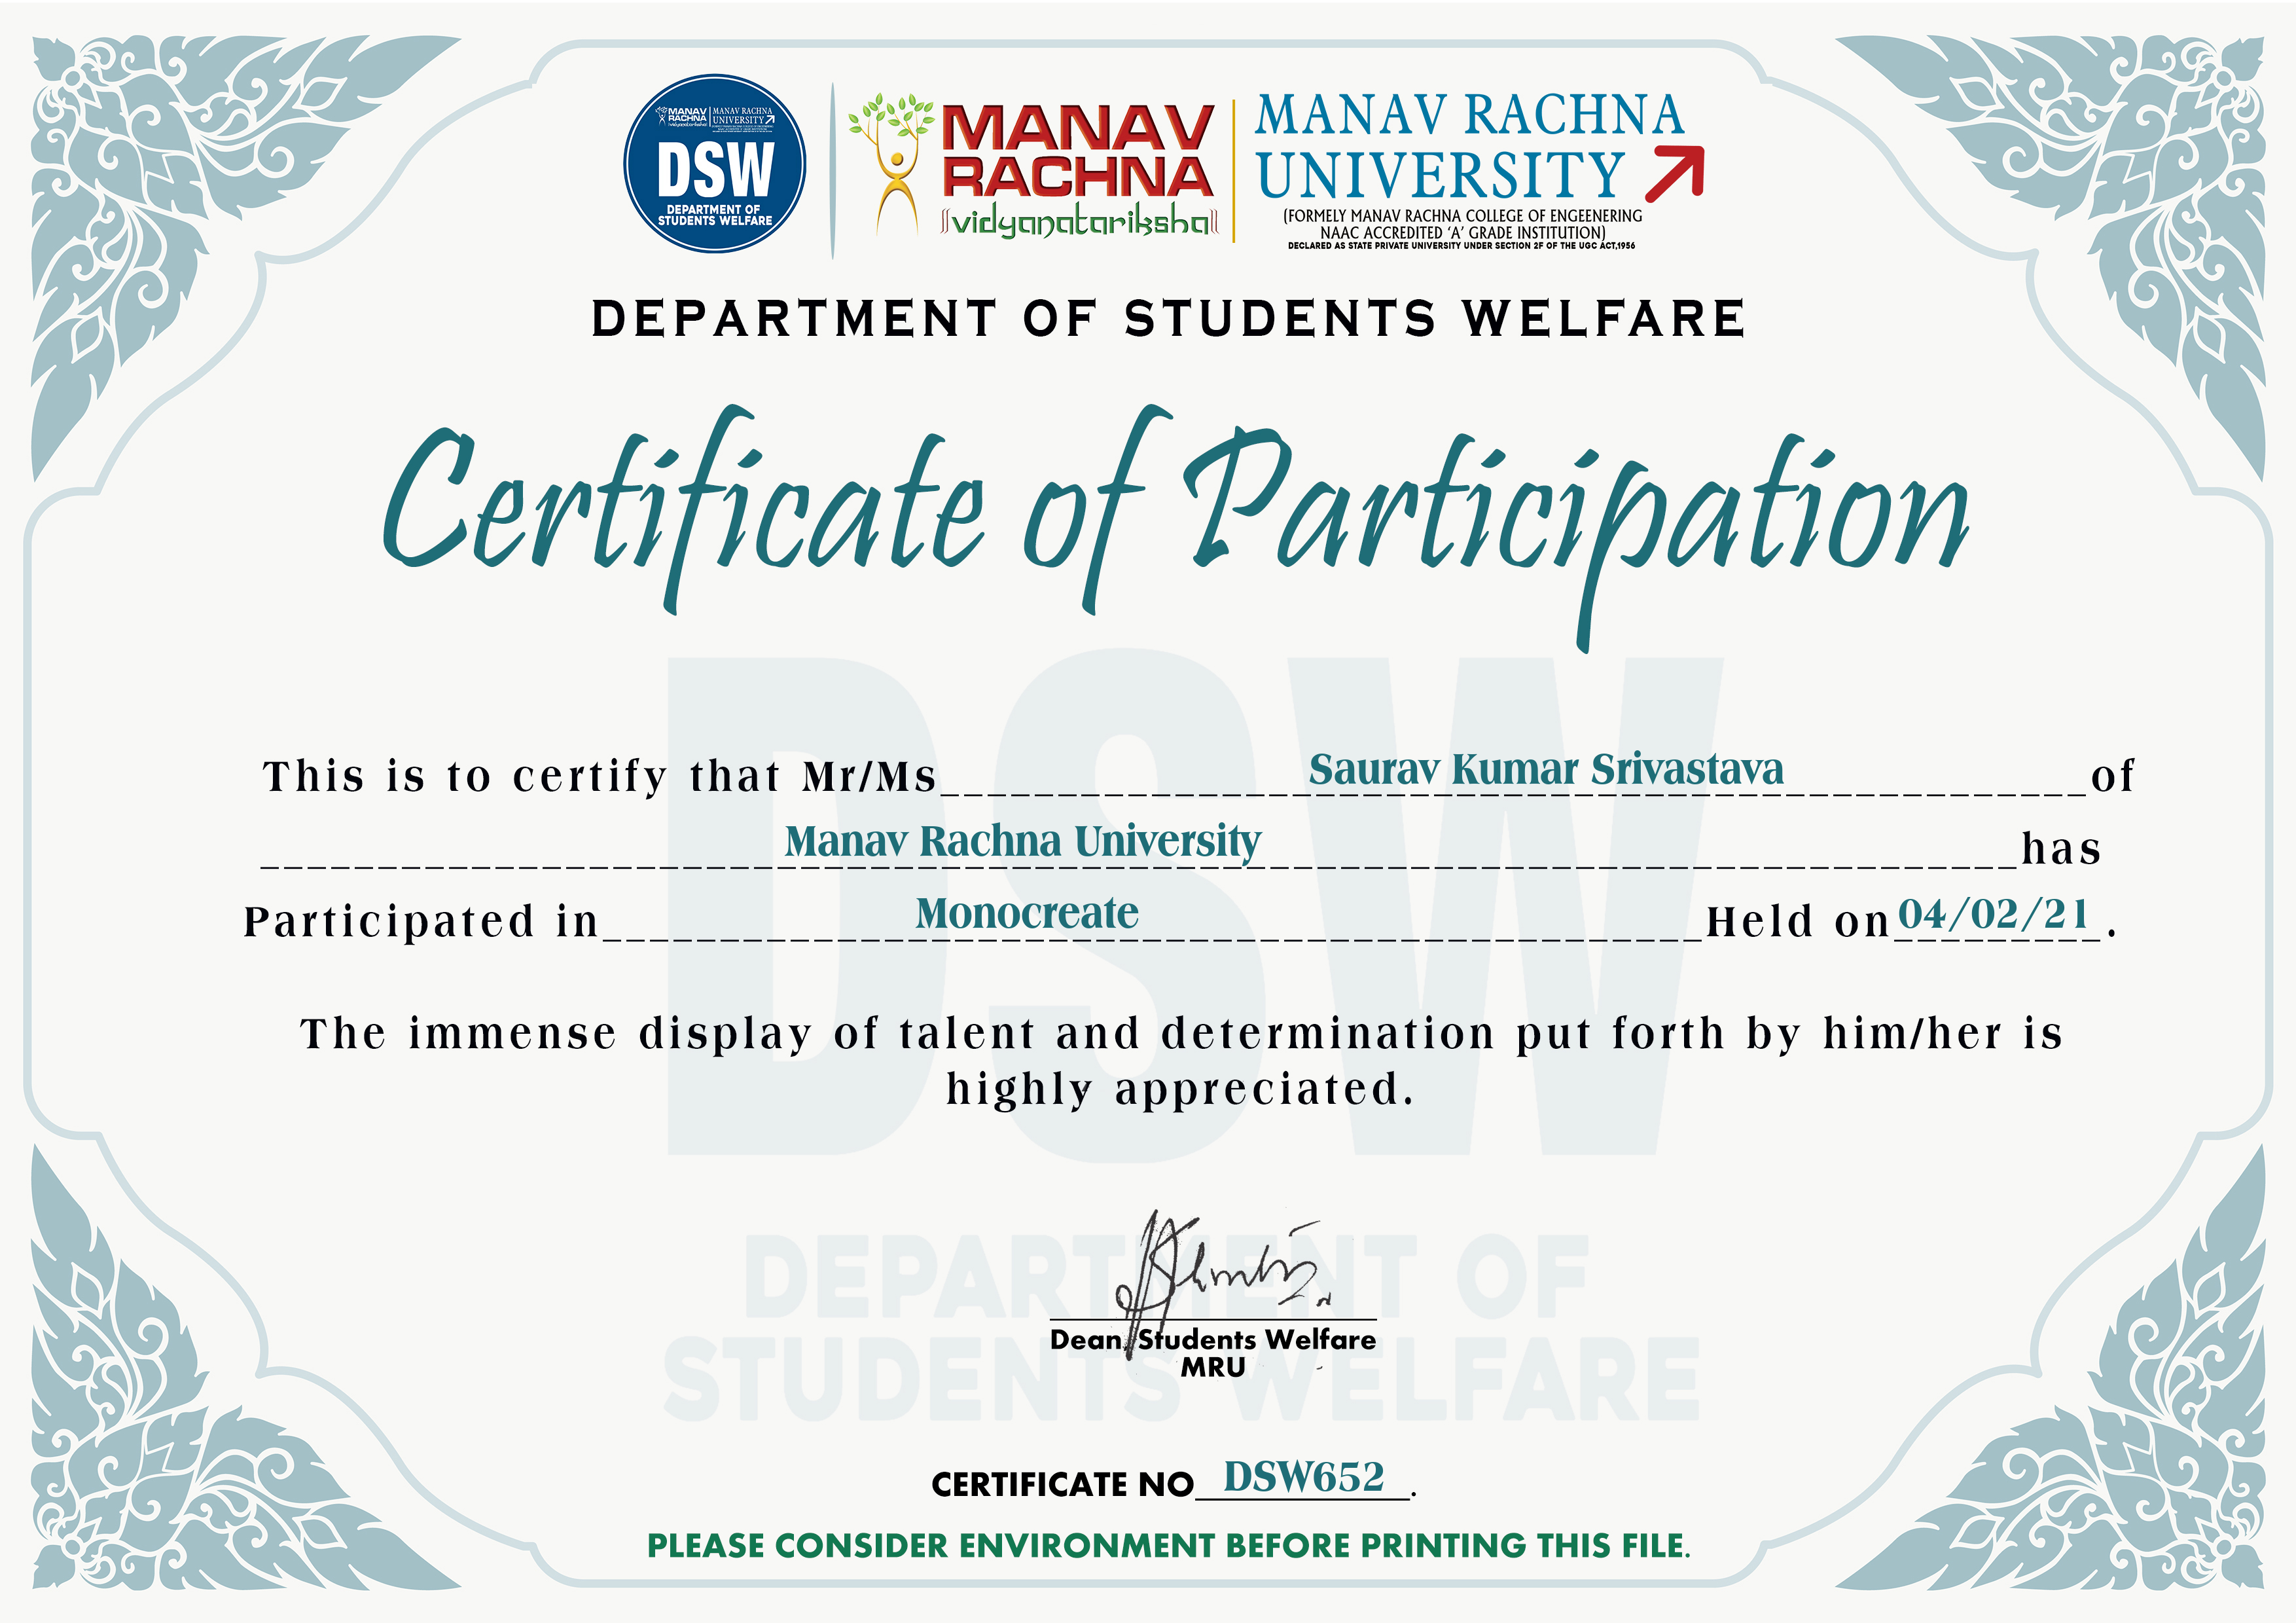 MANAV RACHNA vidyanatariksha
MANAV RACHNA UNIVERSITY
DSW
DEPARTMENT OF
STUDENTS WELFARE
MANAV
RACHNA
vidyanatariksha
MANAV RACHNA
UNIVERSITY
(FORMELY MANAV RACHNA COLLEGE OF ENGEENERING
NAAC ACCREDITED ‘A’ GRADE INSTITUTION)
DECLARED AS STATE PRIVATE UNIVERSITY UNDER SECTION 2F OF THE UGC ACT,1956
DEPARTMENT OF STUDENTS WELFARE
Certificate of Participation
DSW
This is to certify that Mr/Ms Saurav Kumar Srivastava of
Manav Rachna University has
Participated in Monocreate Held on 04/02/21.
The immense display of talent and determination put forth by him/her is
highly appreciated.
DEPARTMENT OF
STUDENTS WELFARE
Dean Students Welfare
MRU
CERTIFICATE NO DSW652.
PLEASE CONSIDER ENVIRONMENT BEFORE PRINTING THIS FILE.